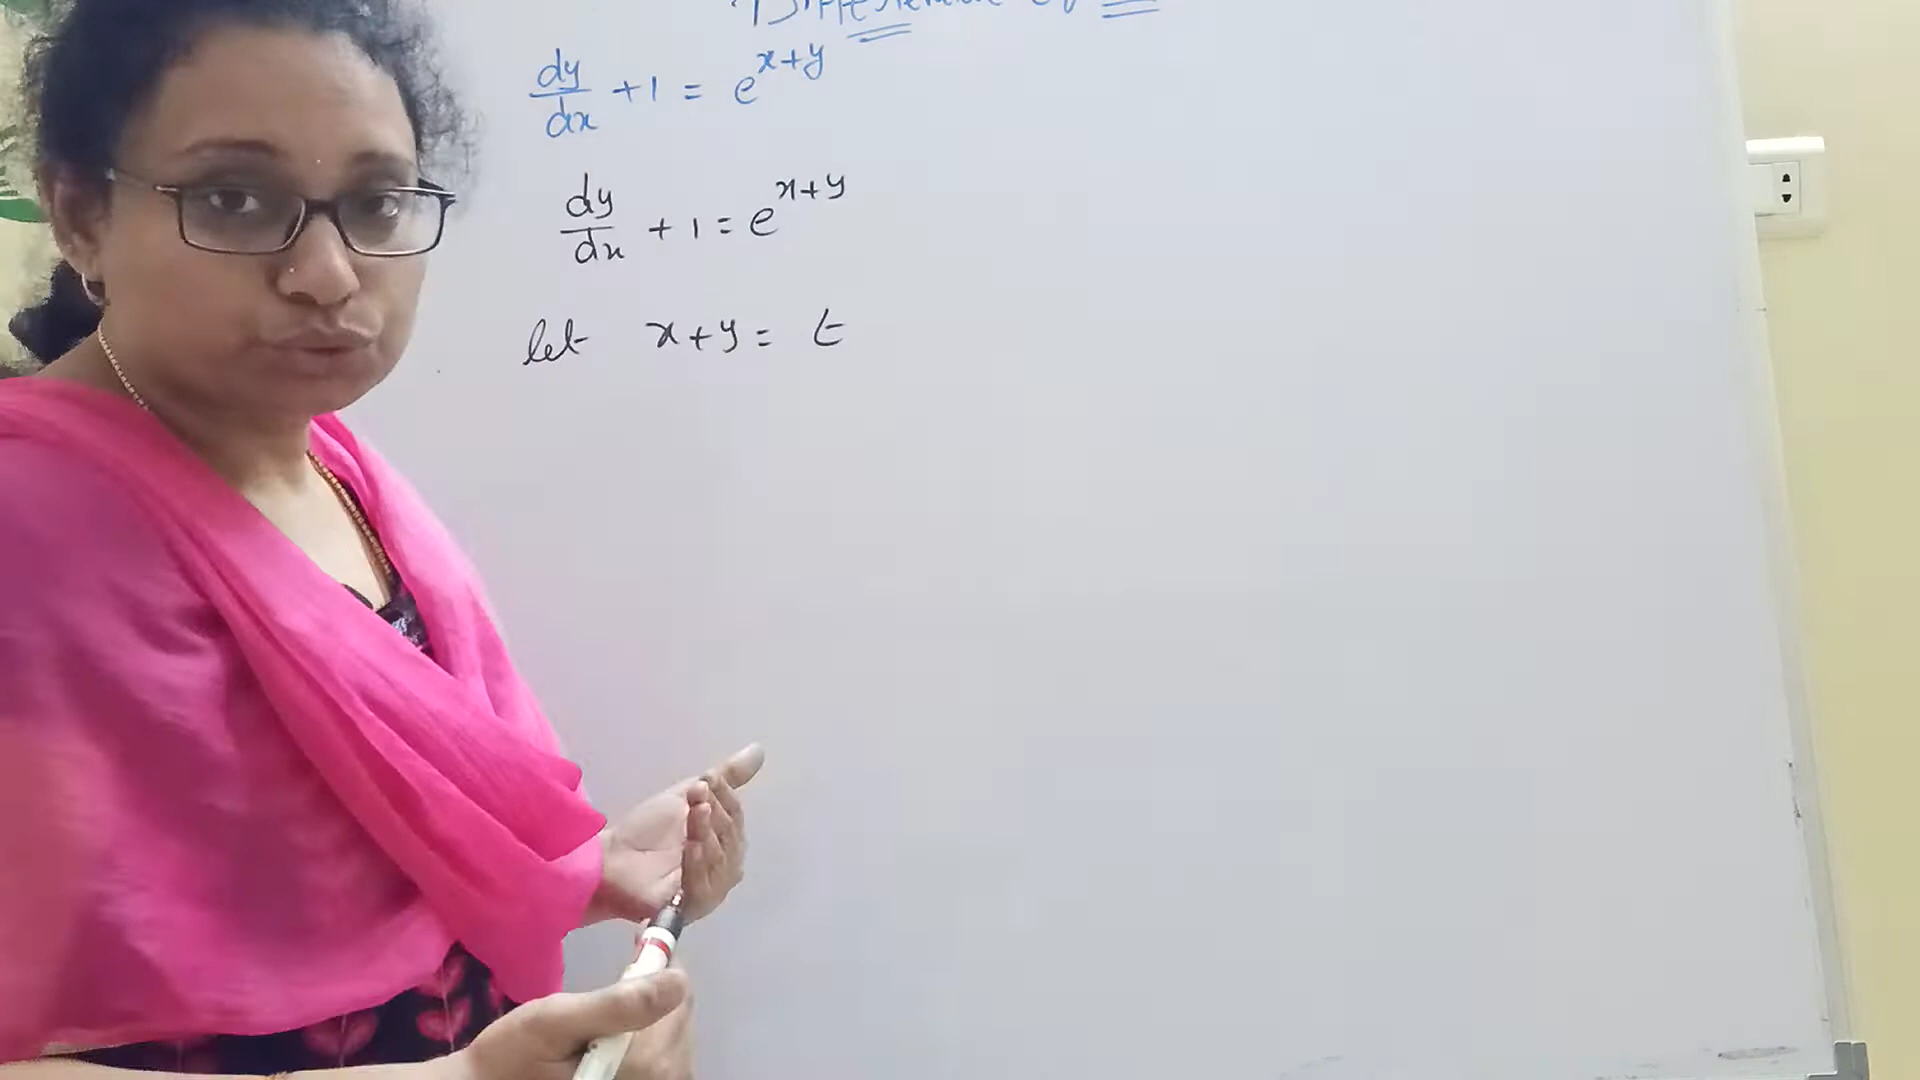 dy/dx + 1 = e^{x+y}
dy/dx + 1 = e^{x+y}
let x+y = t